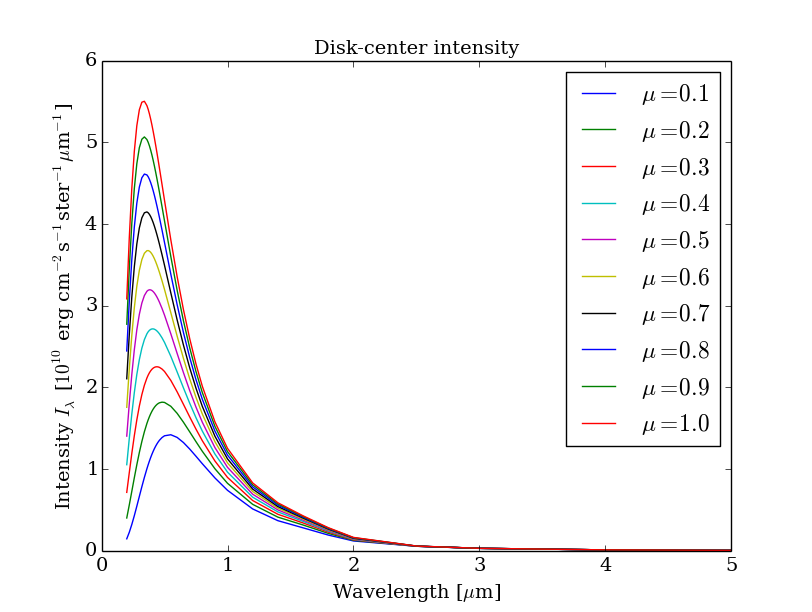 Disk-center intensity
Intensity I_λ [10^10 erg cm^−2 s^−1 ster^−1 μm^−1]
6
5
4
3
2
1
0
0 1 2 3 4 5
Wavelength [μm]
μ=0.1
μ=0.2
μ=0.3
μ=0.4
μ=0.5
μ=0.6
μ=0.7
μ=0.8
μ=0.9
μ=1.0